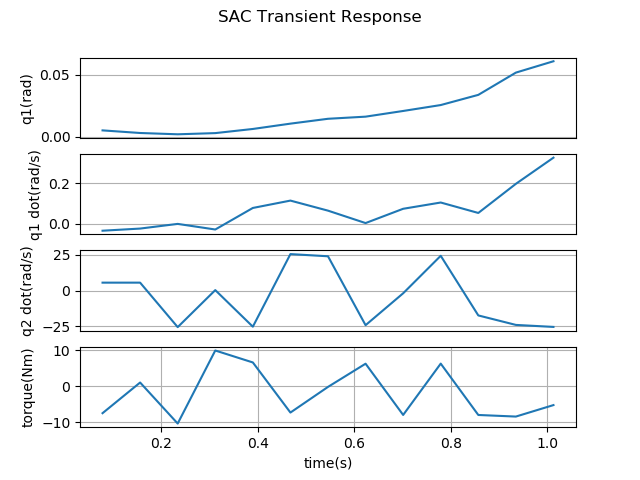 SAC Transient Response
q1(rad)
0.05
0.00
q1 dot(rad/s)
0.2
0.0
q2 dot(rad/s)
25
0
−25
torque(Nm)
10
0
−10
0.2 0.4 0.6 0.8 1.0
time(s)